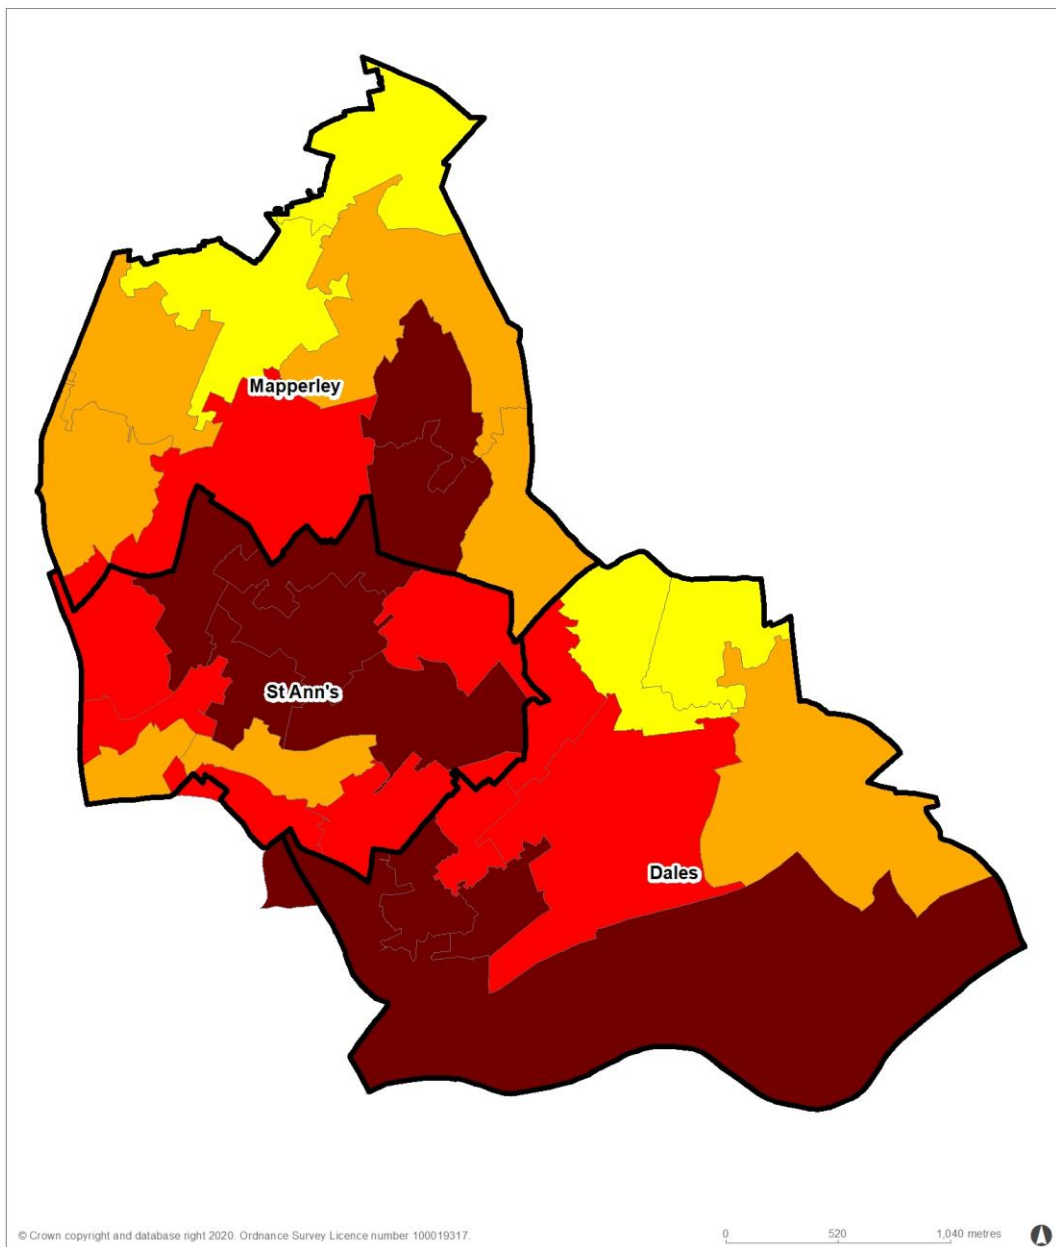 Mapperley
St Ann's
Dales
© Crown copyright and database right 2020. Ordnance Survey Licence number 100019317.
0 520 1,040 metres